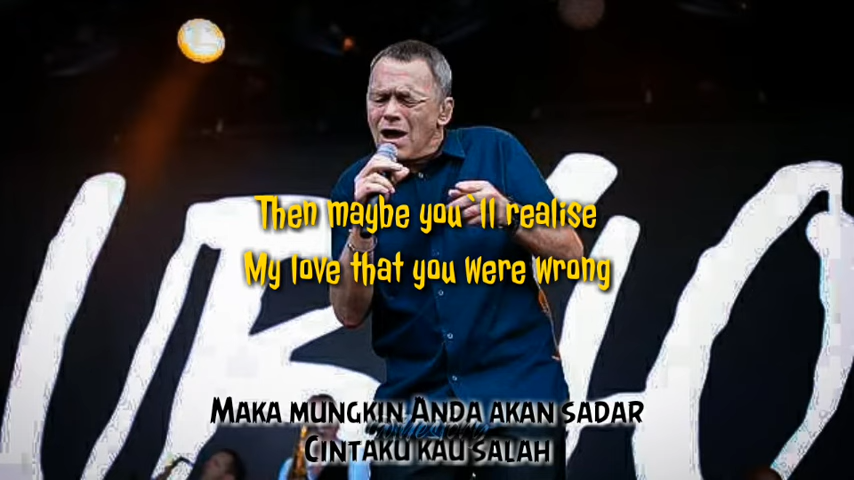 UB40
Then maybe you`ll realise
My love that you were wrong
Maka mungkin Anda akan sadar
Cintaku kau salah